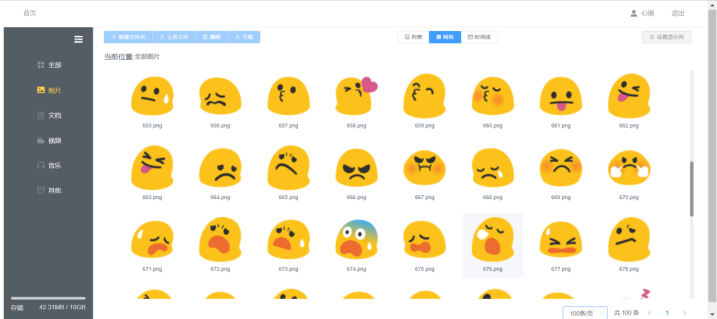 首页
心丽 退出
新建文件夹 上传文件 删除 下载
列表 网格 时间线
设置显示列
当前位置:全部图片
全部
图片
文档
视频
音乐
其他
655.png 656.png 657.png 658.png 659.png 660.png 661.png 662.png
663.png 664.png 665.png 666.png 667.png 668.png 669.png 670.png
671.png 672.png 673.png 674.png 675.png 676.png 677.png 678.png
存储 42.31MB / 10GB
100条/页 共 100 条 1